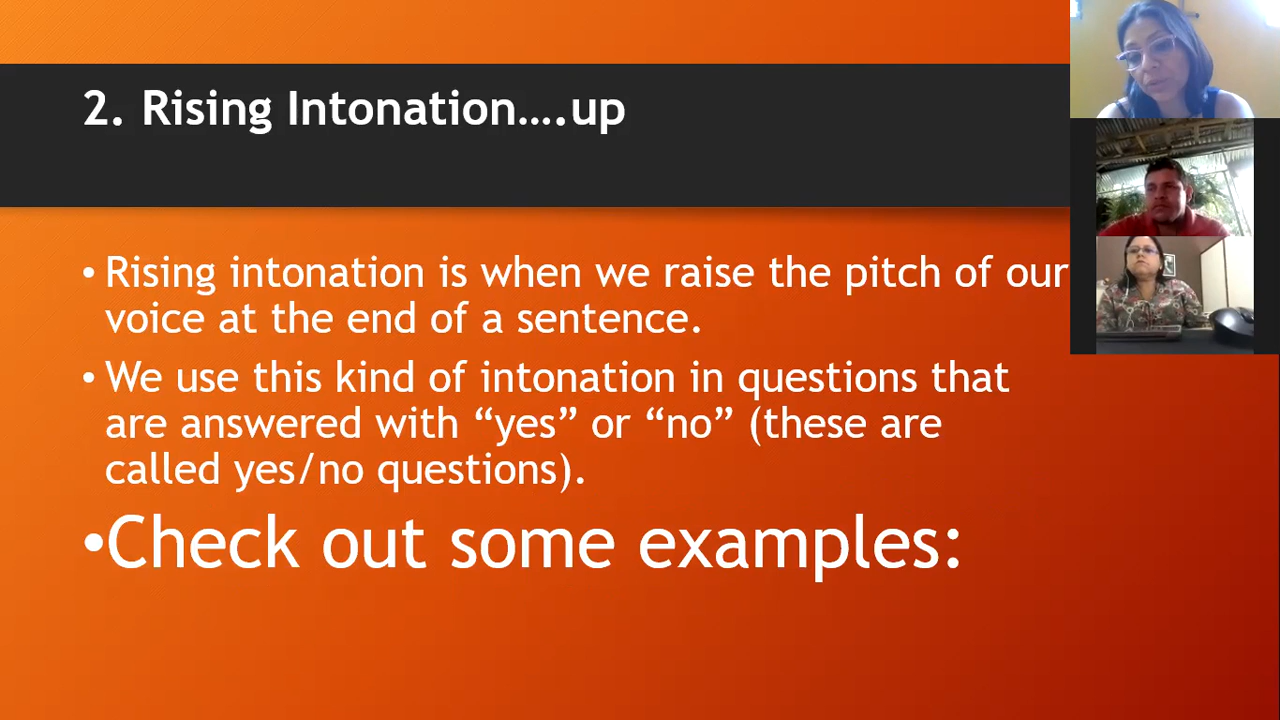 2. Rising Intonation….up
• Rising intonation is when we raise the pitch of our
voice at the end of a sentence.
• We use this kind of intonation in questions that
are answered with “yes” or “no” (these are
called yes/no questions).
•Check out some examples: